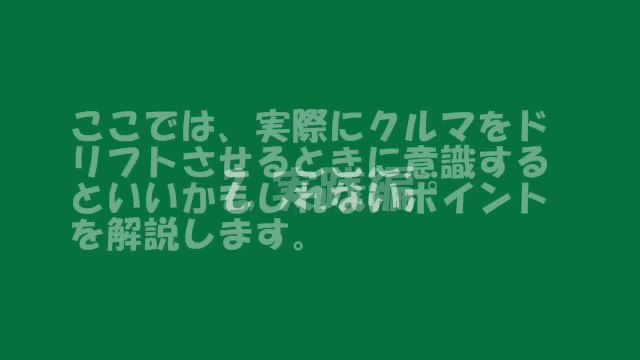 ここでは、実際にクルマをド
リフトさせるときに意識する
といいかもしれないポイント
を解説します。